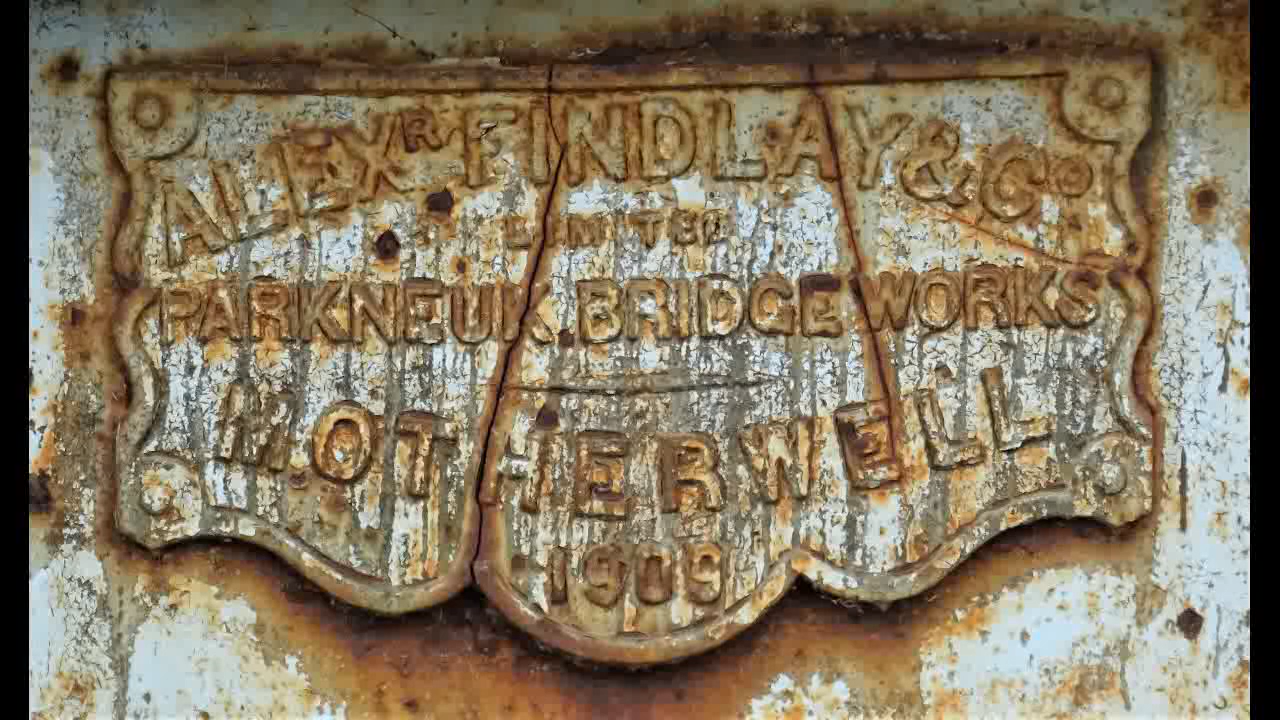 ALEXR FINDLAY & CO
LIMITED
PARKNEUK BRIDGE WORKS
MOTHERWELL
1909